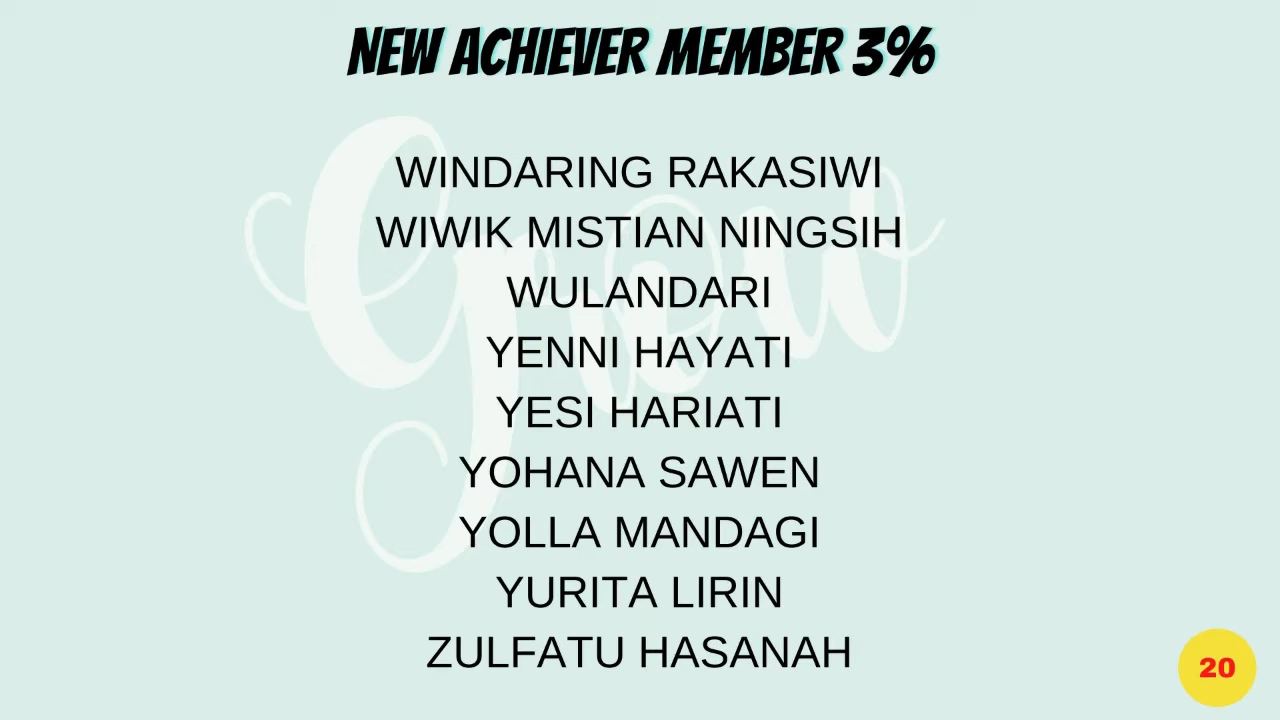 NEW ACHIEVER MEMBER 3%
Grow
WINDARING RAKASIWI
WIWIK MISTIAN NINGSIH
WULANDARI
YENNI HAYATI
YESI HARIATI
YOHANA SAWEN
YOLLA MANDAGI
YURITA LIRIN
ZULFATU HASANAH
20